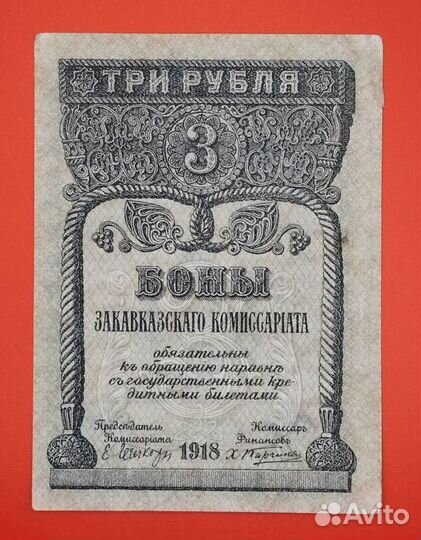 ТРИ РУБЛЯ
3
БОНЫ
ЗАКАВКАЗСКАГО КОМИССАРІАТА
обязательны
къ обращенію наравнѣ
съ государственными кре-
дитными билетами
Предсѣдатель Комиссаръ
Комиссаріата Финансовъ
1918
Avito